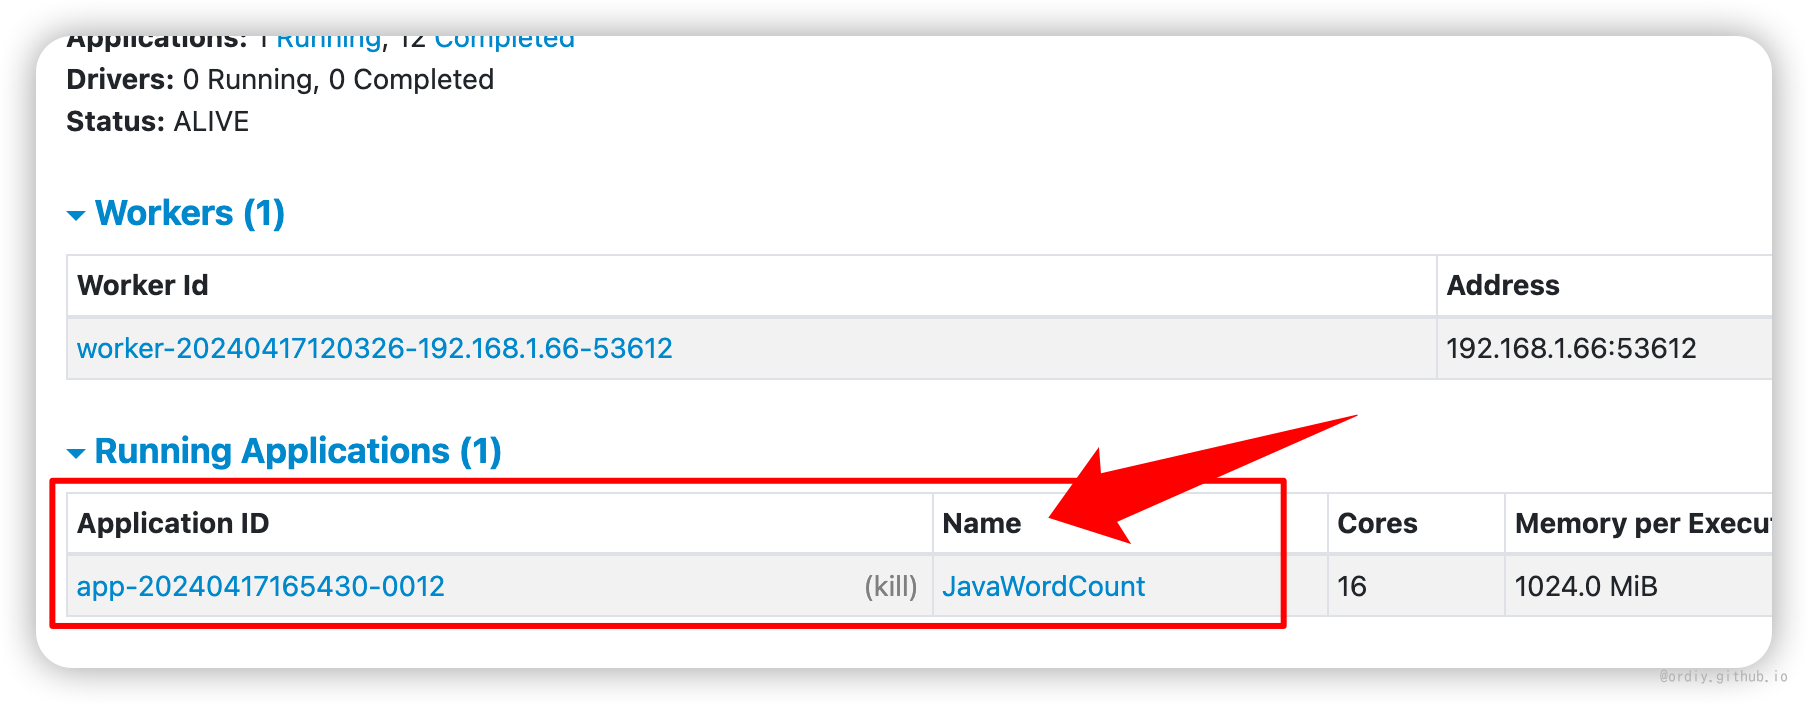 Applications: 1 Running, 12 Completed
Drivers: 0 Running, 0 Completed
Status: ALIVE
Workers (1)
Worker Id Address
worker-20240417120326-192.168.1.66-53612 192.168.1.66:53612
Running Applications (1)
Application ID Name Cores Memory per Execu
app-20240417165430-0012 (kill) JavaWordCount 16 1024.0 MiB
@ordiy.github.io